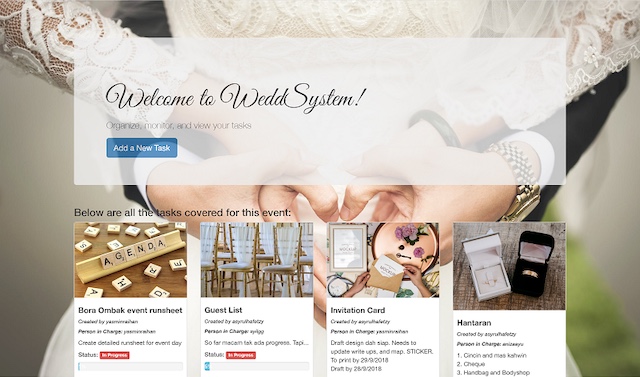 Welcome to WeddSystem!
Organize, monitor, and view your tasks
Add a New Task
Below are all the tasks covered for this event:
AGENDA
Bora Ombak event runsheet
Created by yasminraihan
Person in Charge: yasminraihan
Create detailed runsheet for event day
Status: In Progress
Guest List
Created by asyrulhafetzy
Person in Charge: syiqg
So far macam tak ada progress. Tapi...
Status: In Progress
Invitation Card
Created by asyrulhafetzy
Person in Charge: asyrulhafetzy
Draft design dah siap. Needs to
update write ups, and map. STICKER.
To print by 29/9/2018
Draft by 28/9/2018
Hantaran
Created by asyrulhafetzy
Person in Charge:
1. Cincin and mas kahwin
2. Cheque
3. Handbag and Bodyshop